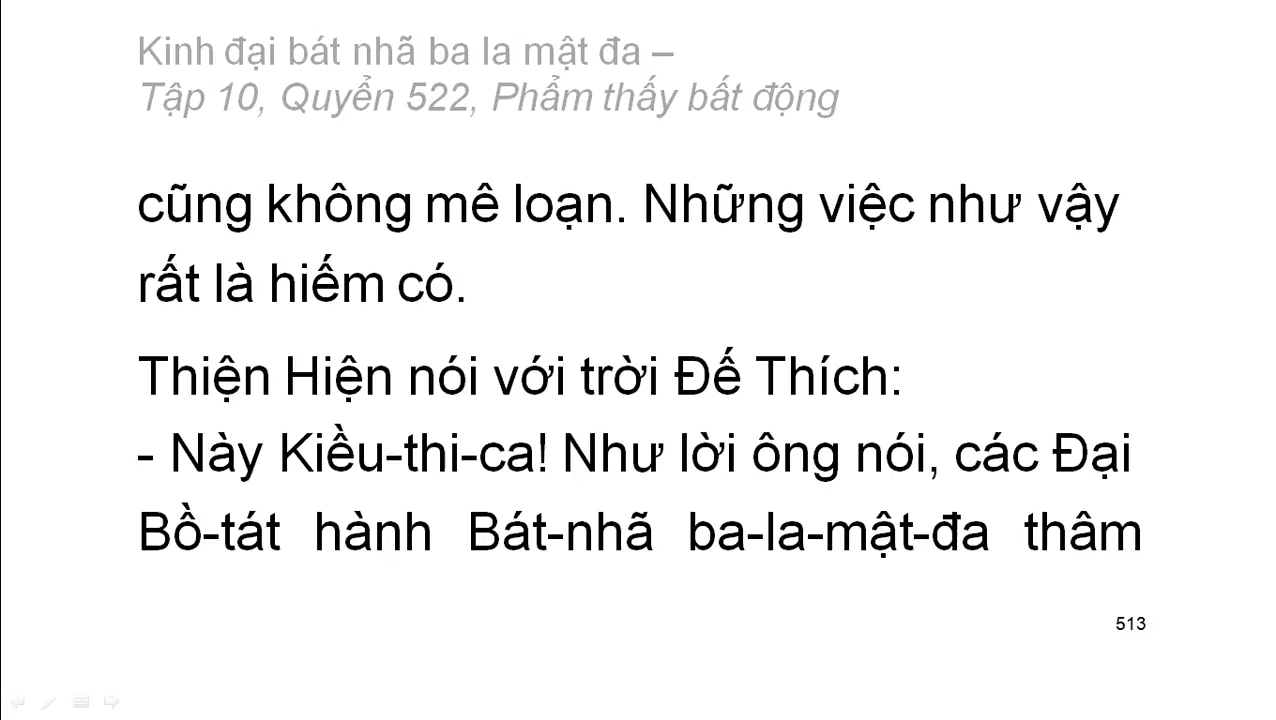 Kinh đại bát nhã ba la mật đa –
Tập 10, Quyển 522, Phẩm thấy bất động
cũng không mê loạn. Những việc như vậy
rất là hiếm có.
Thiện Hiện nói với trời Đế Thích:
- Này Kiều-thi-ca! Như lời ông nói, các Đại
Bồ-tát hành Bát-nhã ba-la-mật-đa thâm
513